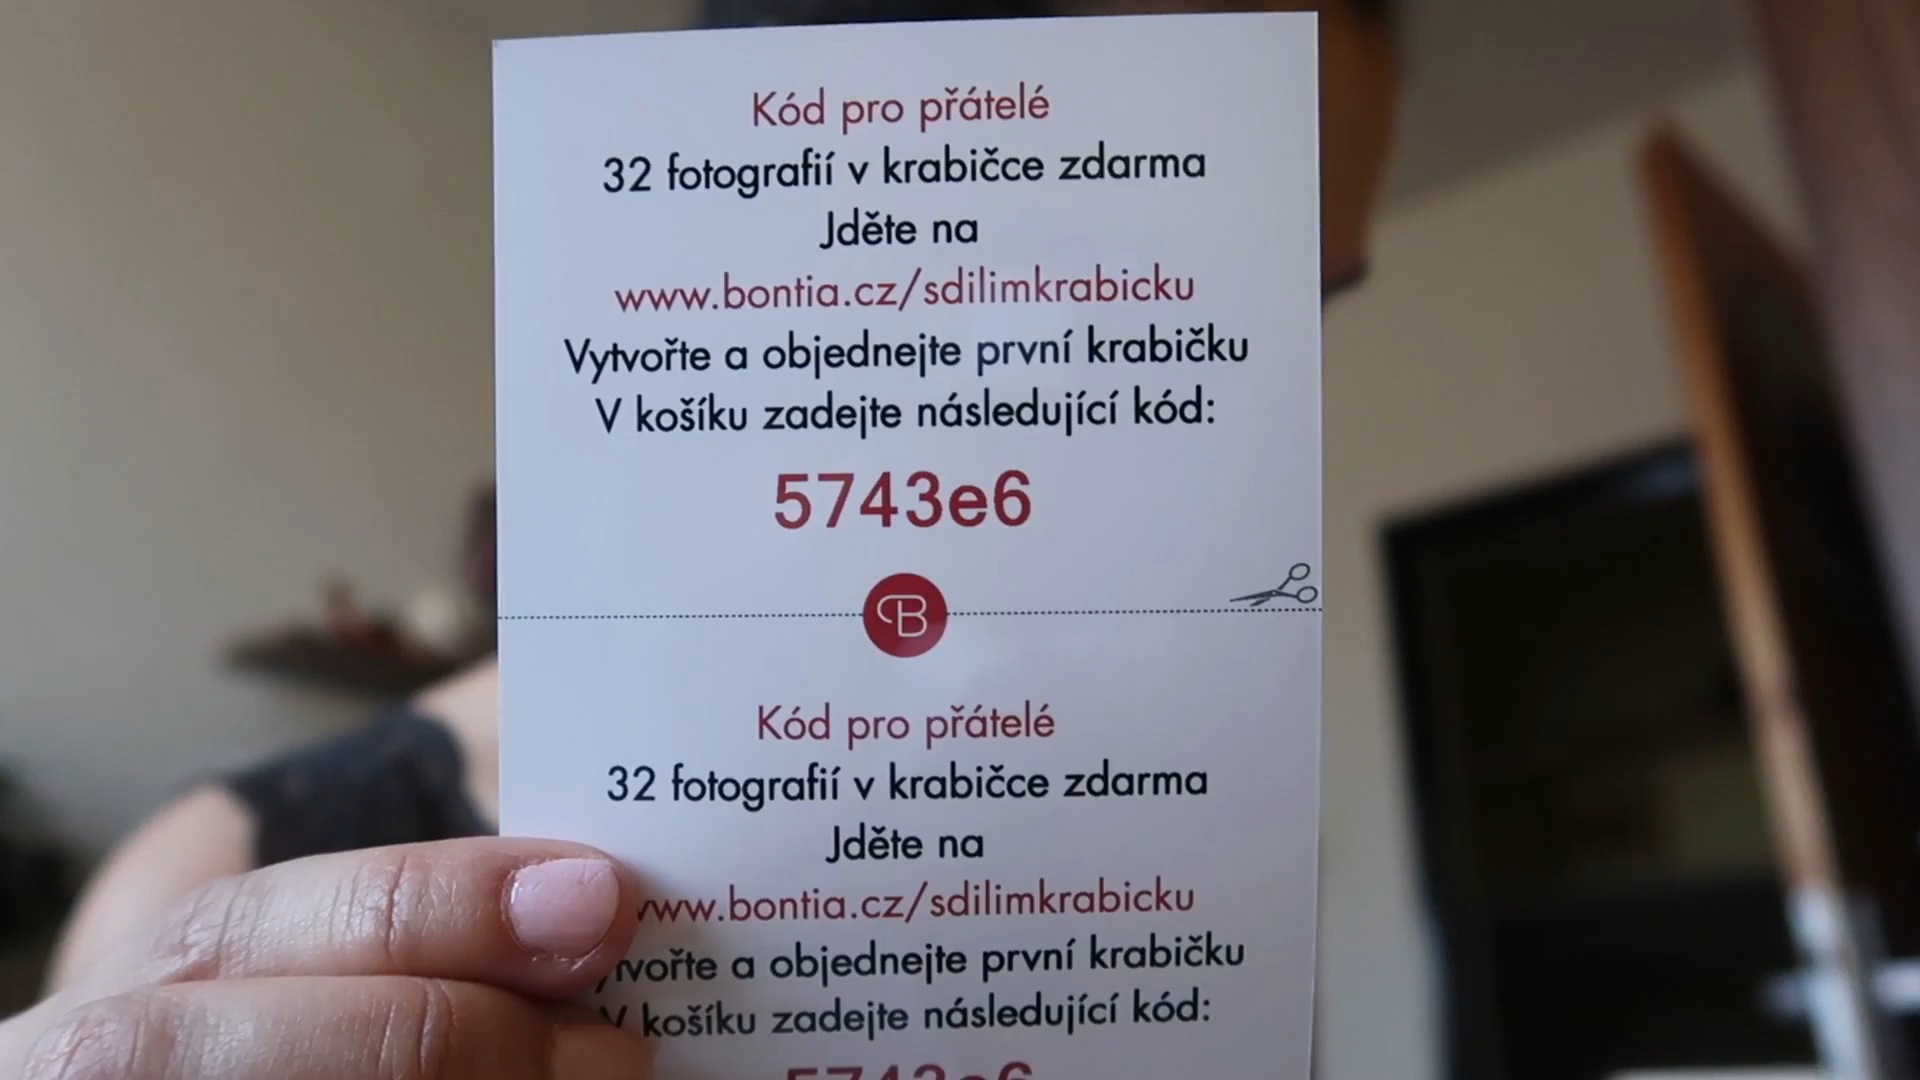 Kód pro přátelé
32 fotografií v krabičce zdarma
Jděte na
www.bontia.cz/sdilimkrabicku
Vytvořte a objednejte první krabičku
V košíku zadejte následující kód:
5743e6
B
Kód pro přátelé
32 fotografií v krabičce zdarma
Jděte na
www.bontia.cz/sdilimkrabicku
a objednejte první krabičku
V košíku zadejte následující kód: